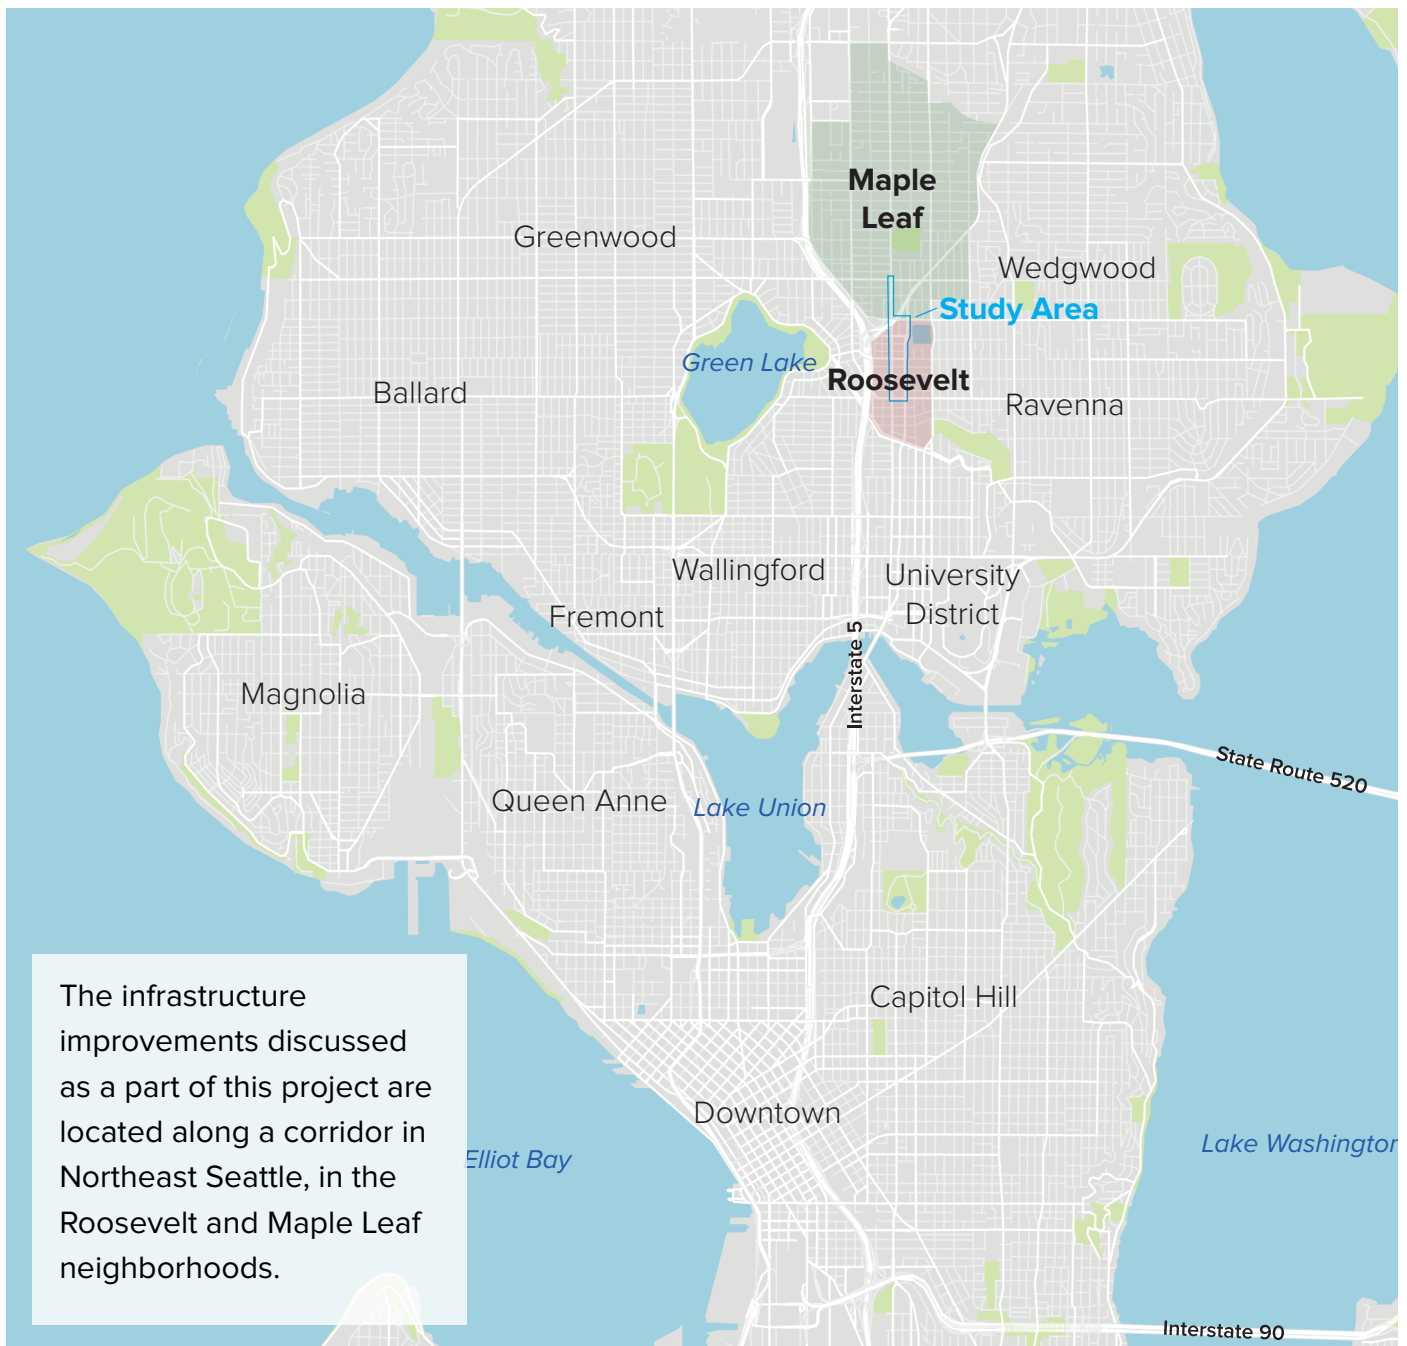 Maple
Leaf
Greenwood
Wedgwood
Study Area
Green Lake
Roosevelt
Ballard
Ravenna
Wallingford
University
District
Fremont
Interstate 5
Magnolia
State Route 520
Queen Anne
Lake Union
The infrastructure
improvements discussed
as a part of this project are
located along a corridor in
Northeast Seattle, in the
Roosevelt and Maple Leaf
neighborhoods.
Capitol Hill
Downtown
Elliot Bay
Lake Washington
Interstate 90